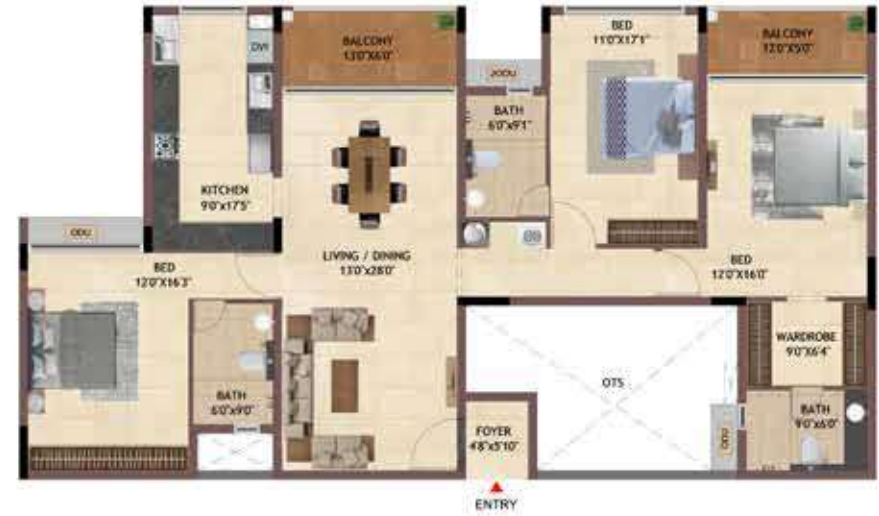 BED
11'0"X17'1"
BALCONY
13'0"X6'0"
BALCONY
12'0"X5'0"
BATH
6'0"x9'1"
KITCHEN
9'0"x17'5"
ODU
LIVING / DINING
13'0"x28'0"
BED
12'0"X16'3"
BED
12'0"X16'0"
WARDROBE
9'0"X6'4"
OTS
BATH
6'0"x9'0"
BATH
9'0"x6'0"
FOYER
4'8"x5'10"
ODU
ENTRY